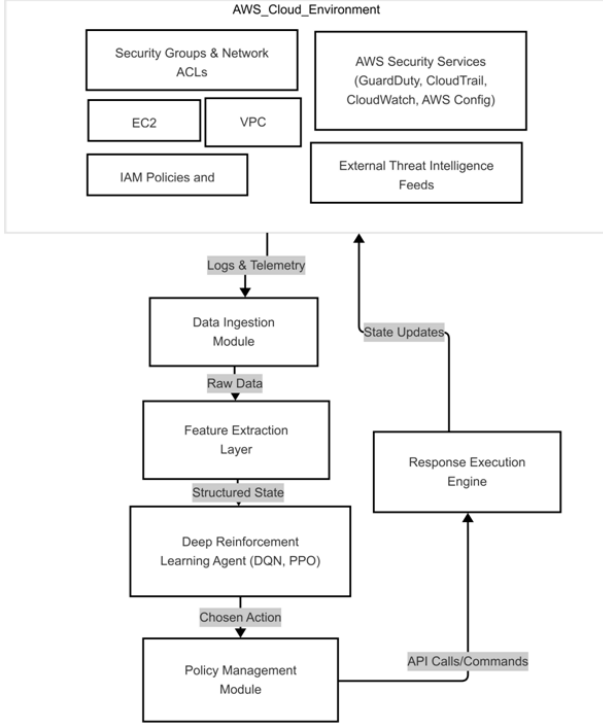 AWS_Cloud_Environment
Security Groups & Network
ACLs
AWS Security Services
(GuardDuty, CloudTrail,
CloudWatch, AWS Config)
EC2
VPC
IAM Policies and
External Threat Intelligence
Feeds
Logs & Telemetry
Data Ingestion
Module
State Updates
Raw Data
Feature Extraction
Layer
Response Execution
Engine
Structured State
Deep Reinforcement
Learning Agent (DQN, PPO)
Chosen Action
Policy Management
Module
API Calls/Commands